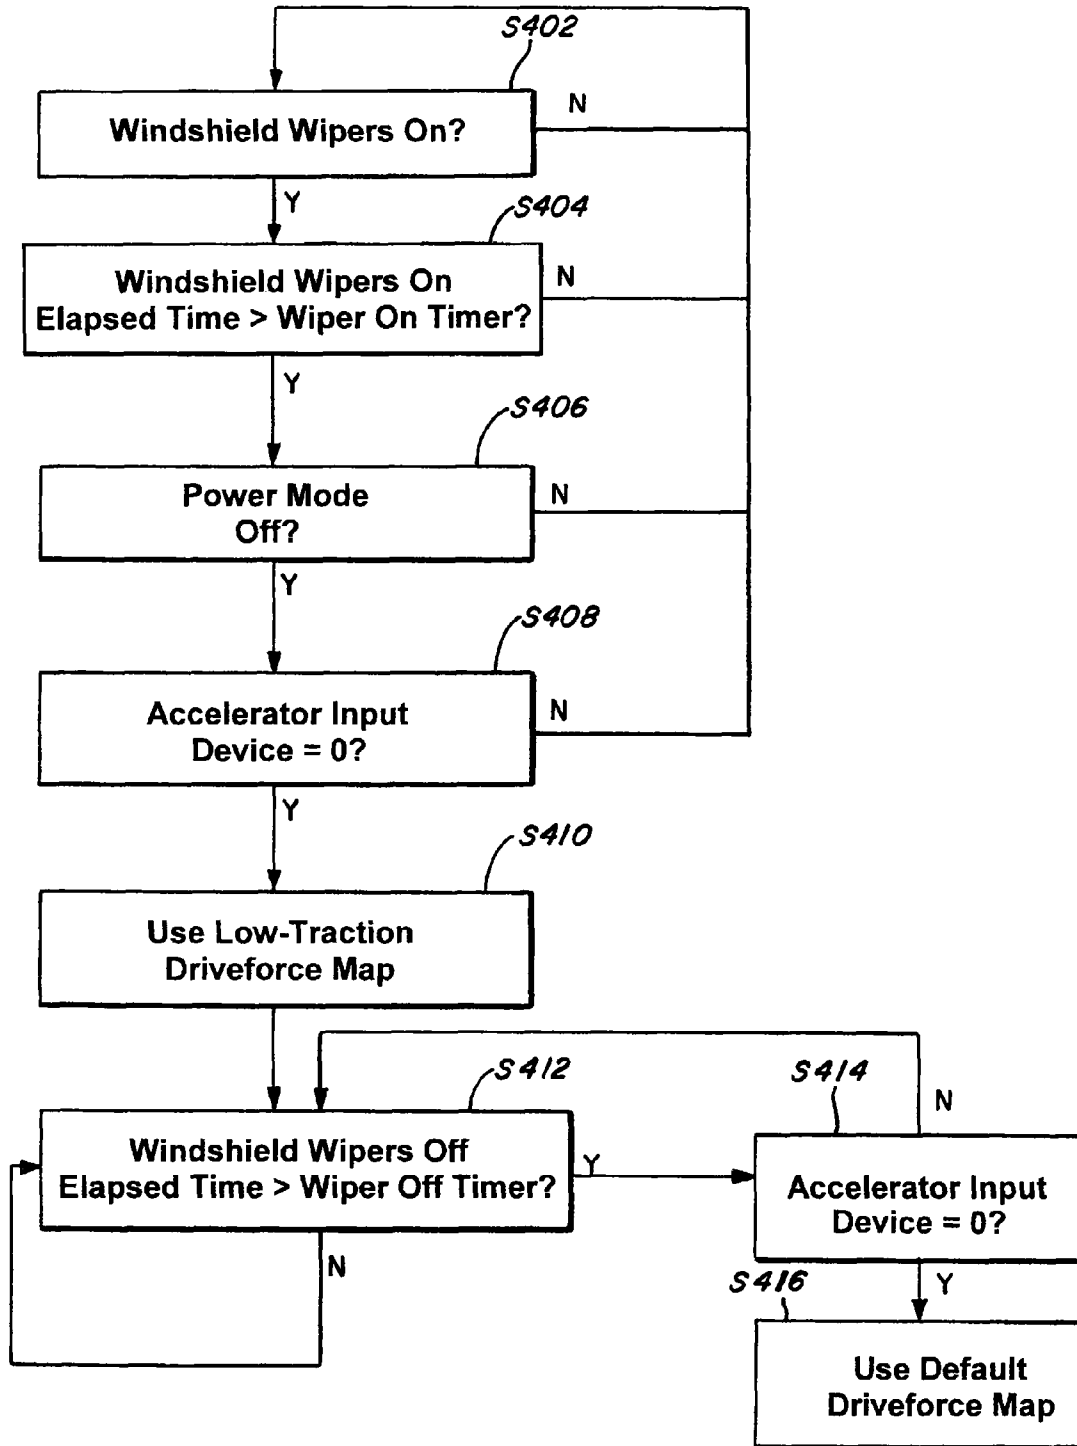 S402
Windshield Wipers On?
N
Y
S404
Windshield Wipers On
Elapsed Time > Wiper On Timer?
N
Y
S406
Power Mode
Off?
N
Y
S408
Accelerator Input
Device = 0?
N
Y
S410
Use Low-Traction
Driveforce Map
S412
Windshield Wipers Off
Elapsed Time > Wiper Off Timer?
Y
N
S414
N
Accelerator Input
Device = 0?
Y
S416
Use Default
Driveforce Map